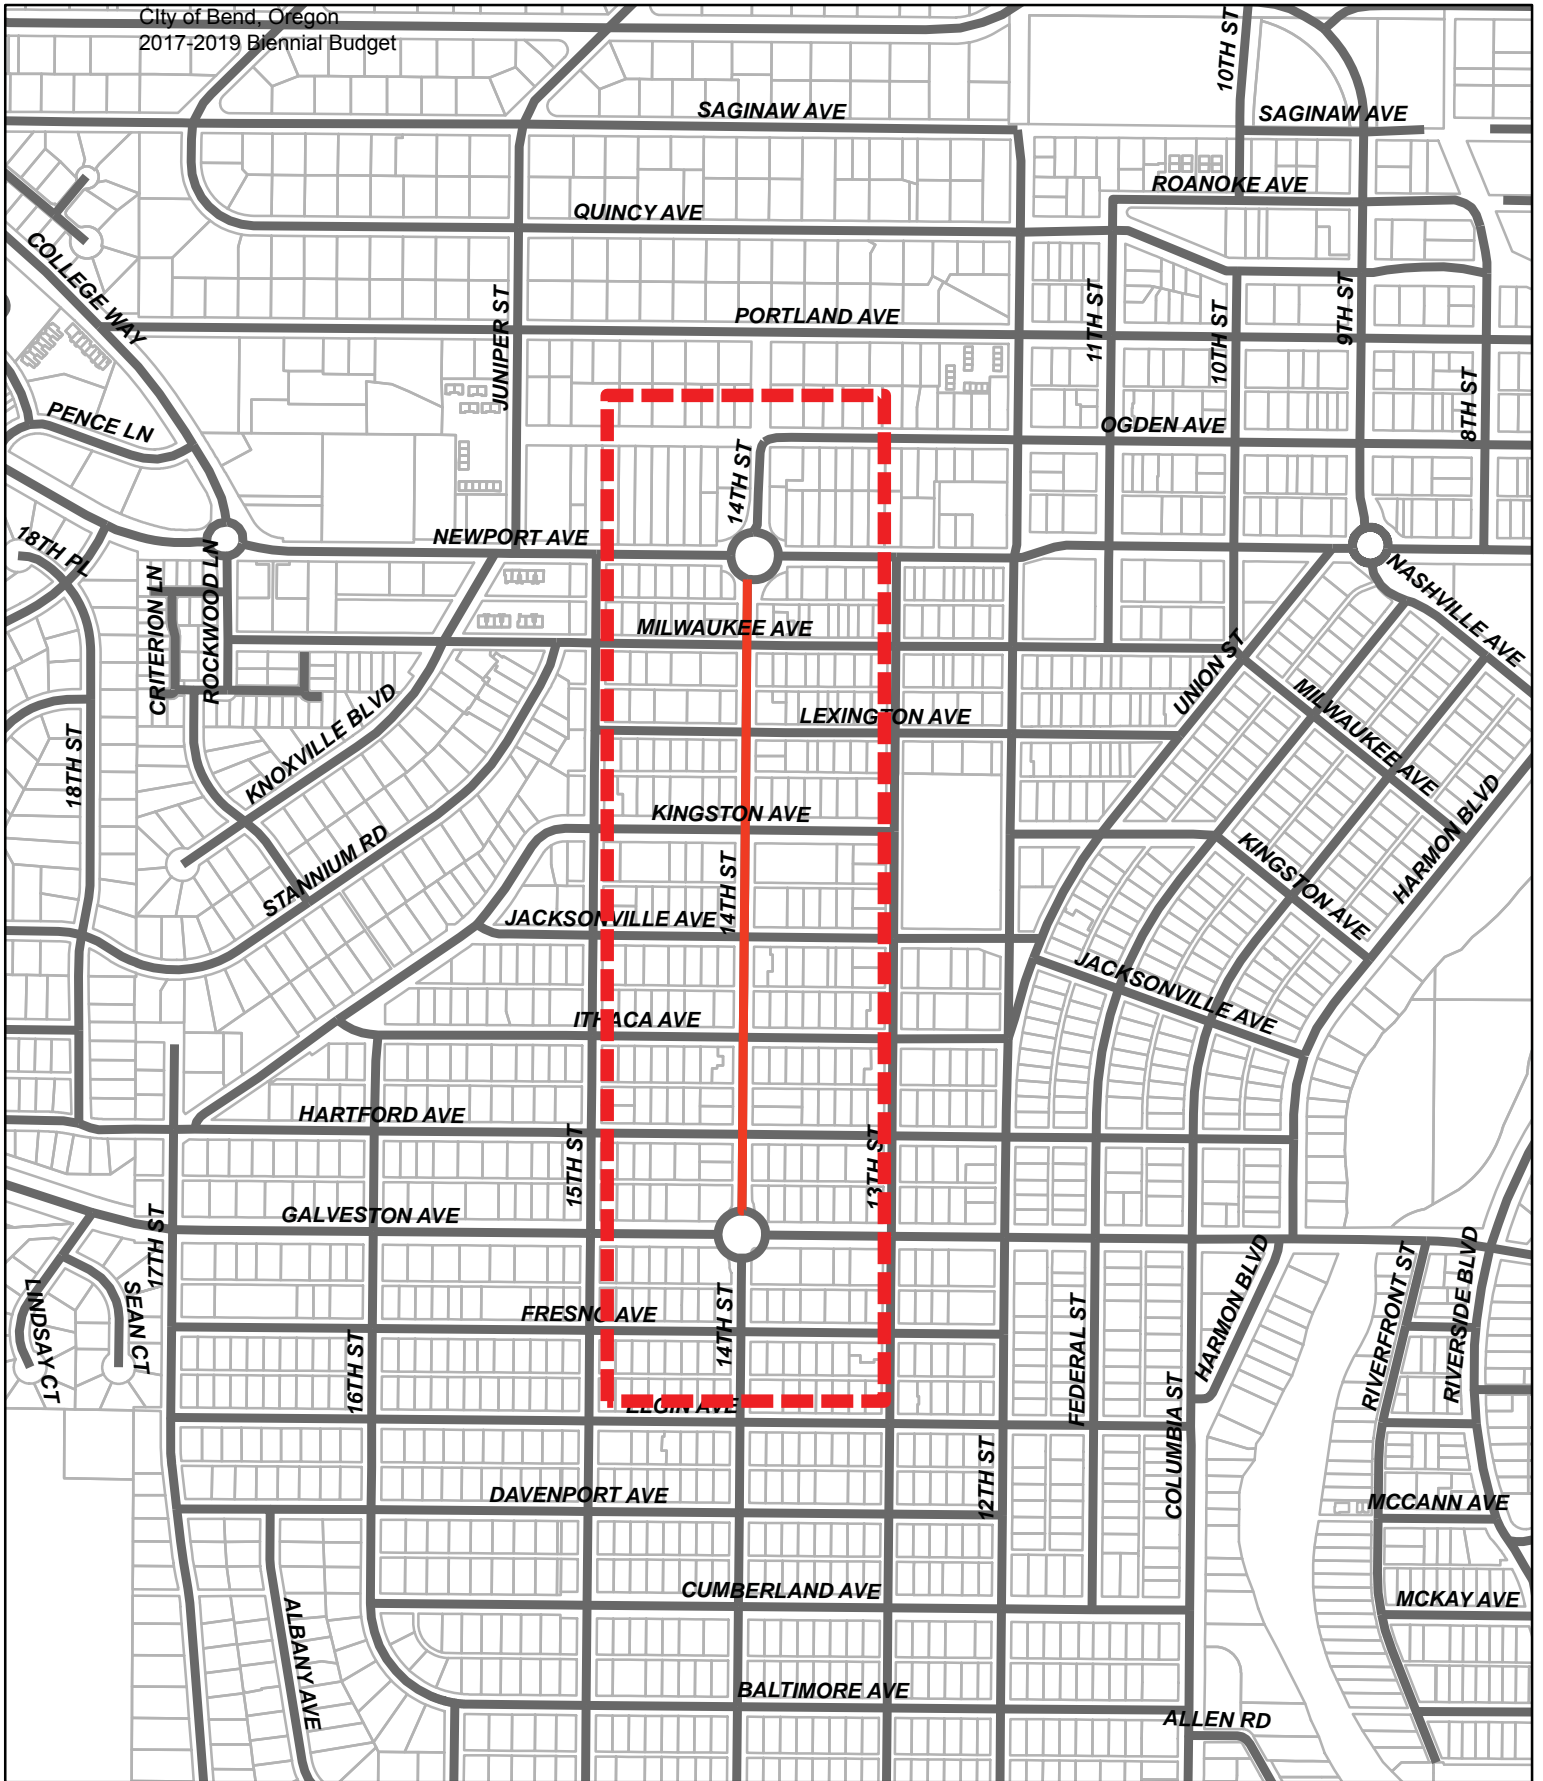 CIty of Bend, Oregon
2017-2019 Biennial Budget
10TH ST
SAGINAW AVE
SAGINAW AVE
ROANOKE AVE
QUINCY AVE
COLLEGE WAY
JUNIPER ST
PORTLAND AVE
11TH ST
10TH ST
9TH ST
8TH ST
PENCE LN
OGDEN AVE
14TH ST
NEWPORT AVE
18TH PL
CRITERION LN
ROCKWOOD LN
NASHVILLE AVE
MILWAUKEE AVE
UNION ST
MILWAUKEE AVE
LEXINGTON AVE
KNOXVILLE BLVD
18TH ST
HARMON BLVD
KINGSTON AVE
KINGSTON AVE
STANNIUM RD
14TH ST
JACKSONVILLE AVE
JACKSONVILLE AVE
ITHACA AVE
HARTFORD AVE
15TH ST
13TH ST
GALVESTON AVE
17TH ST
LINDSAY CT
SEAN CT
FRESNO AVE
14TH ST
16TH ST
FEDERAL ST
HARMON BLVD
RIVERFRONT ST
RIVERSIDE BLVD
ELGIN AVE
COLUMBIA ST
12TH ST
DAVENPORT AVE
MCCANN AVE
CUMBERLAND AVE
MCKAY AVE
ALBANY AVE
BALTIMORE AVE
ALLEN RD